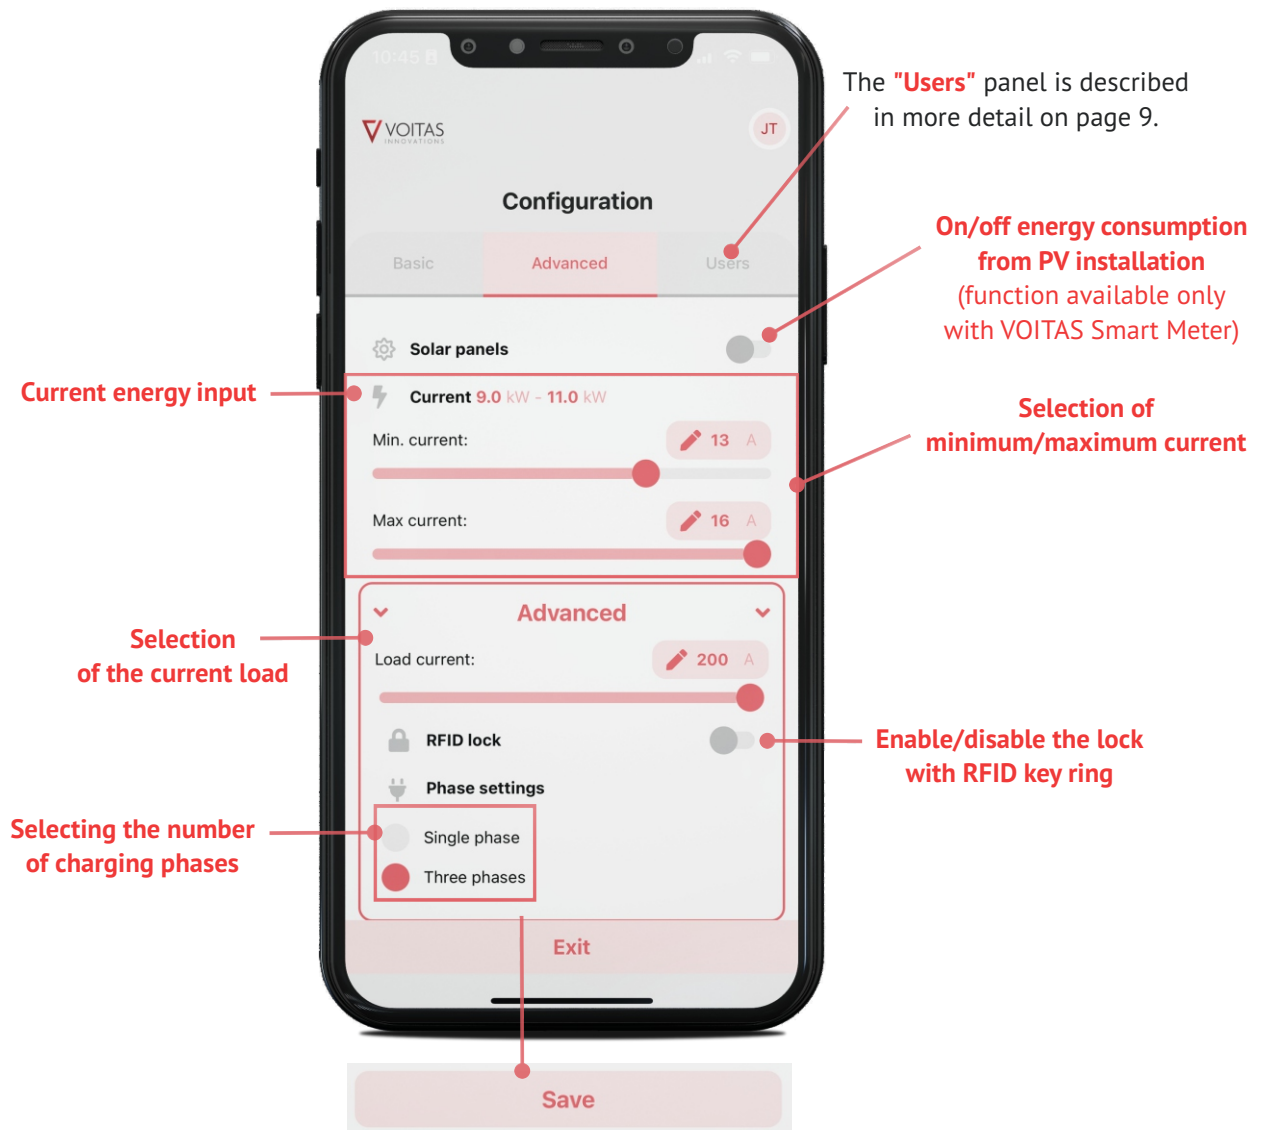 10:45
The "Users" panel is described
in more detail on page 9.
VOITAS
INNOVATIONS
JT
Configuration
On/off energy consumption
from PV installation
(function available only
with VOITAS Smart Meter)
Basic
Advanced
Users
Solar panels
Current energy input
Current 9.0 kW - 11.0 kW
Selection of
minimum/maximum current
Min. current:
13 A
Max current:
16 A
Advanced
Selection
of the current load
Load current:
200 A
RFID lock
Enable/disable the lock
with RFID key ring
Phase settings
Selecting the number
of charging phases
Single phase
Three phases
Exit
Save